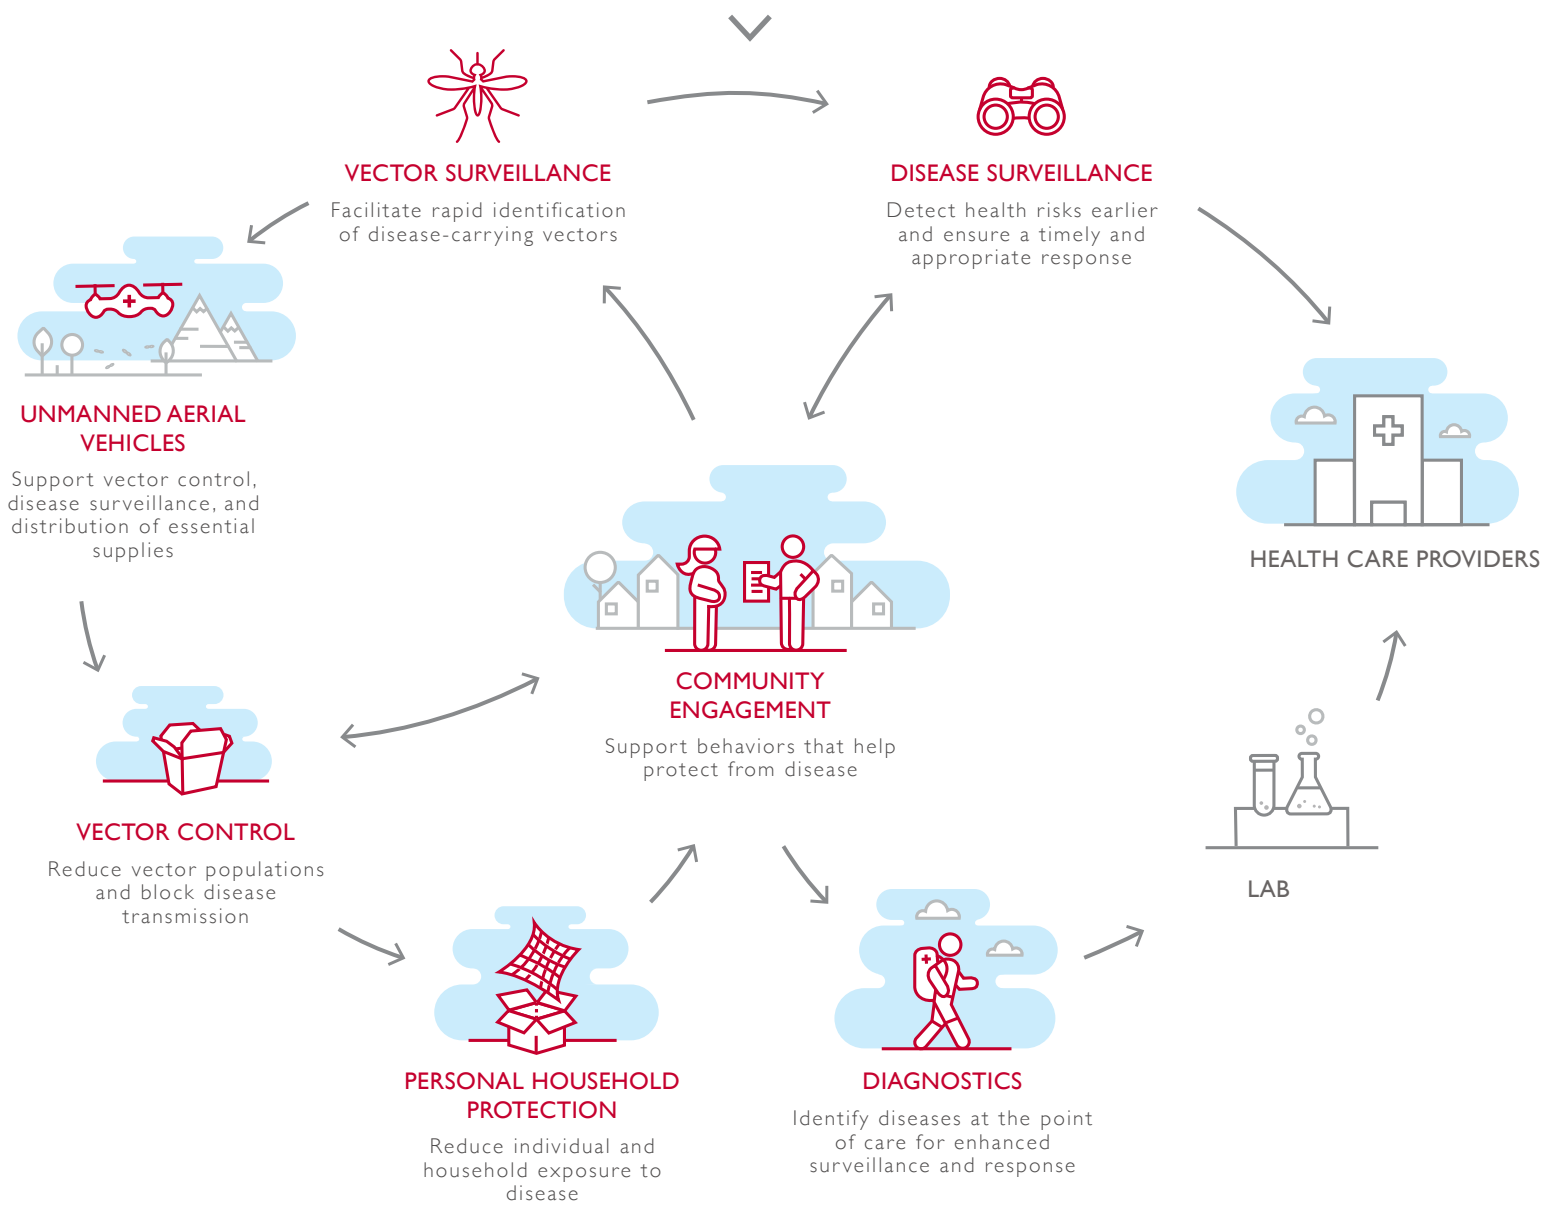 VECTOR SURVEILLANCE
Facilitate rapid identification
of disease-carrying vectors
DISEASE SURVEILLANCE
Detect health risks earlier
and ensure a timely and
appropriate response
UNMANNED AERIAL
VEHICLES
Support vector control,
disease surveillance, and
distribution of essential
supplies
HEALTH CARE PROVIDERS
COMMUNITY
ENGAGEMENT
Support behaviors that help
protect from disease
VECTOR CONTROL
Reduce vector populations
and block disease
transmission
LAB
PERSONAL HOUSEHOLD
PROTECTION
Reduce individual and
household exposure to
disease
DIAGNOSTICS
Identify diseases at the point
of care for enhanced
surveillance and response